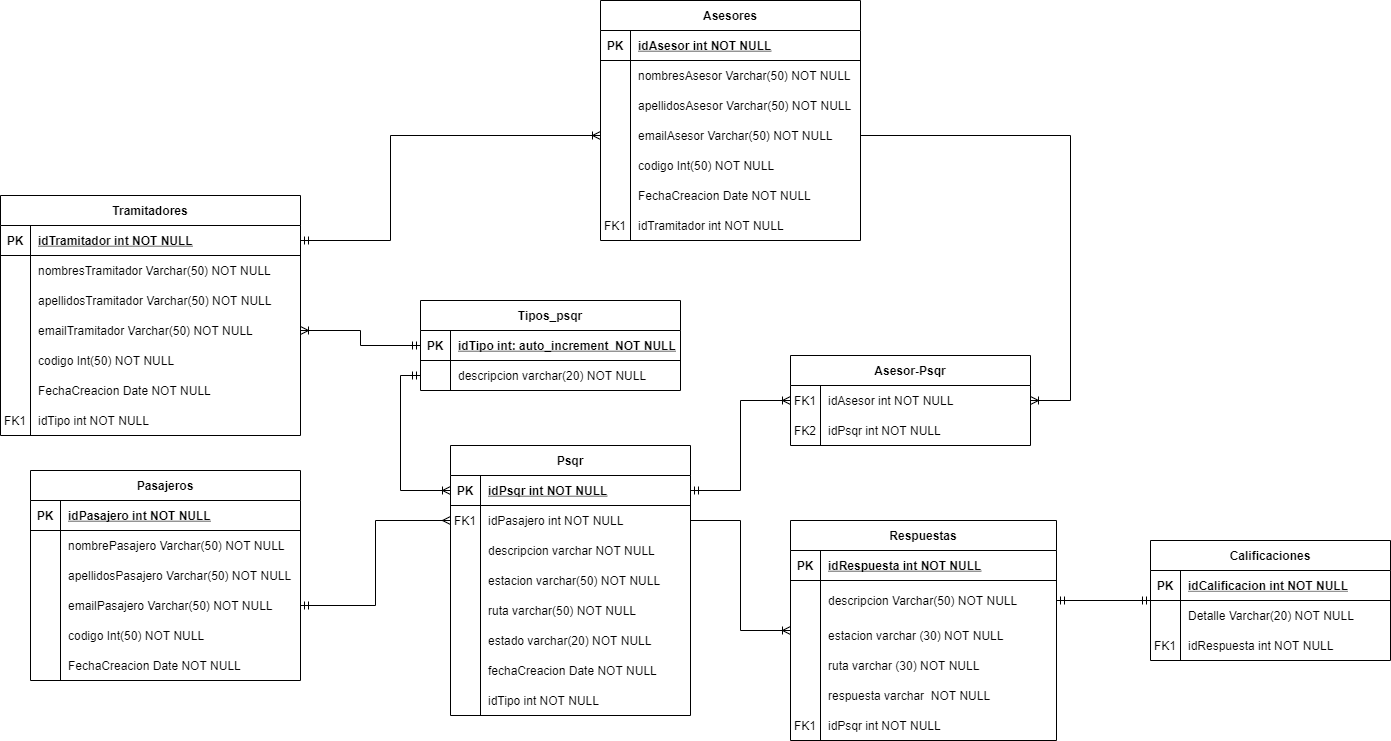 Asesores
PK idAsesor int NOT NULL
nombresAsesor Varchar(50) NOT NULL
apellidosAsesor Varchar(50) NOT NULL
emailAsesor Varchar(50) NOT NULL
codigo Int(50) NOT NULL
FechaCreacion Date NOT NULL
FK1 idTramitador int NOT NULL
Tramitadores
PK idTramitador int NOT NULL
nombresTramitador Varchar(50) NOT NULL
apellidosTramitador Varchar(50) NOT NULL
emailTramitador Varchar(50) NOT NULL
codigo Int(50) NOT NULL
FechaCreacion Date NOT NULL
FK1 idTipo int NOT NULL
Tipos_psqr
PK idTipo int: auto_increment  NOT NULL
descripcion varchar(20) NOT NULL
Asesor-Psqr
FK1 idAsesor int NOT NULL
FK2 idPsqr int NOT NULL
Pasajeros
PK idPasajero int NOT NULL
nombrePasajero Varchar(50) NOT NULL
apellidosPasajero Varchar(50) NOT NULL
emailPasajero Varchar(50) NOT NULL
codigo Int(50) NOT NULL
FechaCreacion Date NOT NULL
Psqr
PK idPsqr int NOT NULL
FK1 idPasajero int NOT NULL
descripcion varchar NOT NULL
estacion varchar(50) NOT NULL
ruta varchar(50) NOT NULL
estado varchar(20) NOT NULL
fechaCreacion Date NOT NULL
idTipo int NOT NULL
Respuestas
PK idRespuesta int NOT NULL
descripcion Varchar(50) NOT NULL
estacion varchar (30) NOT NULL
ruta varchar (30) NOT NULL
respuesta varchar  NOT NULL
FK1 idPsqr int NOT NULL
Calificaciones
PK idCalificacion int NOT NULL
Detalle Varchar(20) NOT NULL
FK1 idRespuesta int NOT NULL